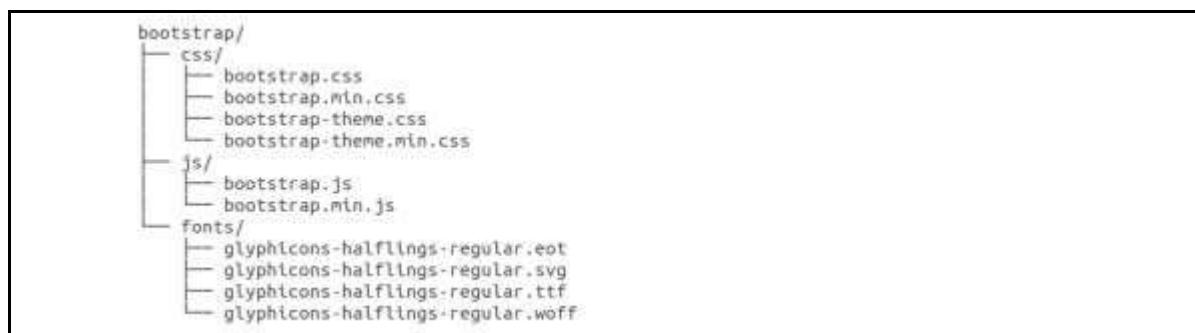 bootstrap/
├── css/
│   ├── bootstrap.css
│   ├── bootstrap.min.css
│   ├── bootstrap-theme.css
│   └── bootstrap-theme.min.css
├── js/
│   ├── bootstrap.js
│   └── bootstrap.min.js
└── fonts/
    ├── glyphicons-halflings-regular.eot
    ├── glyphicons-halflings-regular.svg
    ├── glyphicons-halflings-regular.ttf
    └── glyphicons-halflings-regular.woff